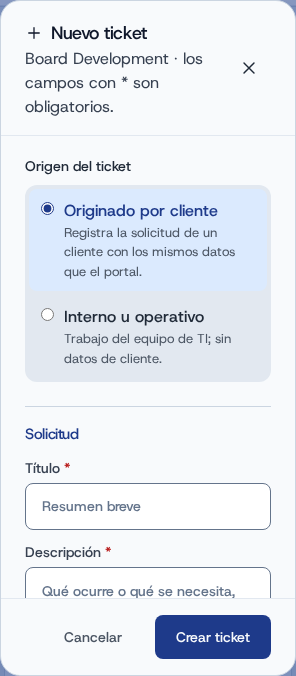 + Nuevo ticket
Board Development · los
campos con * son
obligatorios.
Origen del ticket
Originado por cliente
Registra la solicitud de un
cliente con los mismos datos
que el portal.
Interno u operativo
Trabajo del equipo de TI; sin
datos de cliente.
Solicitud
Título *
Resumen breve
Descripción *
Qué ocurre o qué se necesita,
Cancelar
Crear ticket